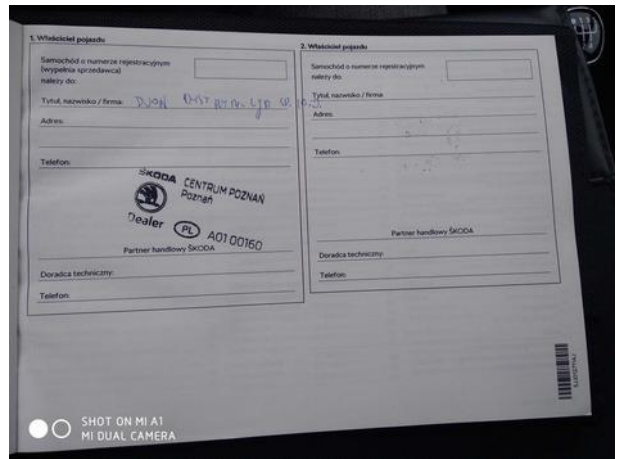 1. Właściciel pojazdu
Samochód o numerze rejestracyjnym
(wypełnia sprzedawca)
należy do:
Tytuł, nazwisko / firma:
Adres:
Telefon:
ŠKODA CENTRUM POZNAŃ
Poznań
Dealer PL A01 00160
Partner handlowy ŠKODA
Doradca techniczny:
Telefon:
2. Właściciel pojazdu
Samochód o numerze rejestracyjnym
należy do:
Tytuł, nazwisko / firma:
Adres:
Telefon:
Partner handlowy ŠKODA
Doradca techniczny:
Telefon:
SHOT ON MI A1
MI DUAL CAMERA